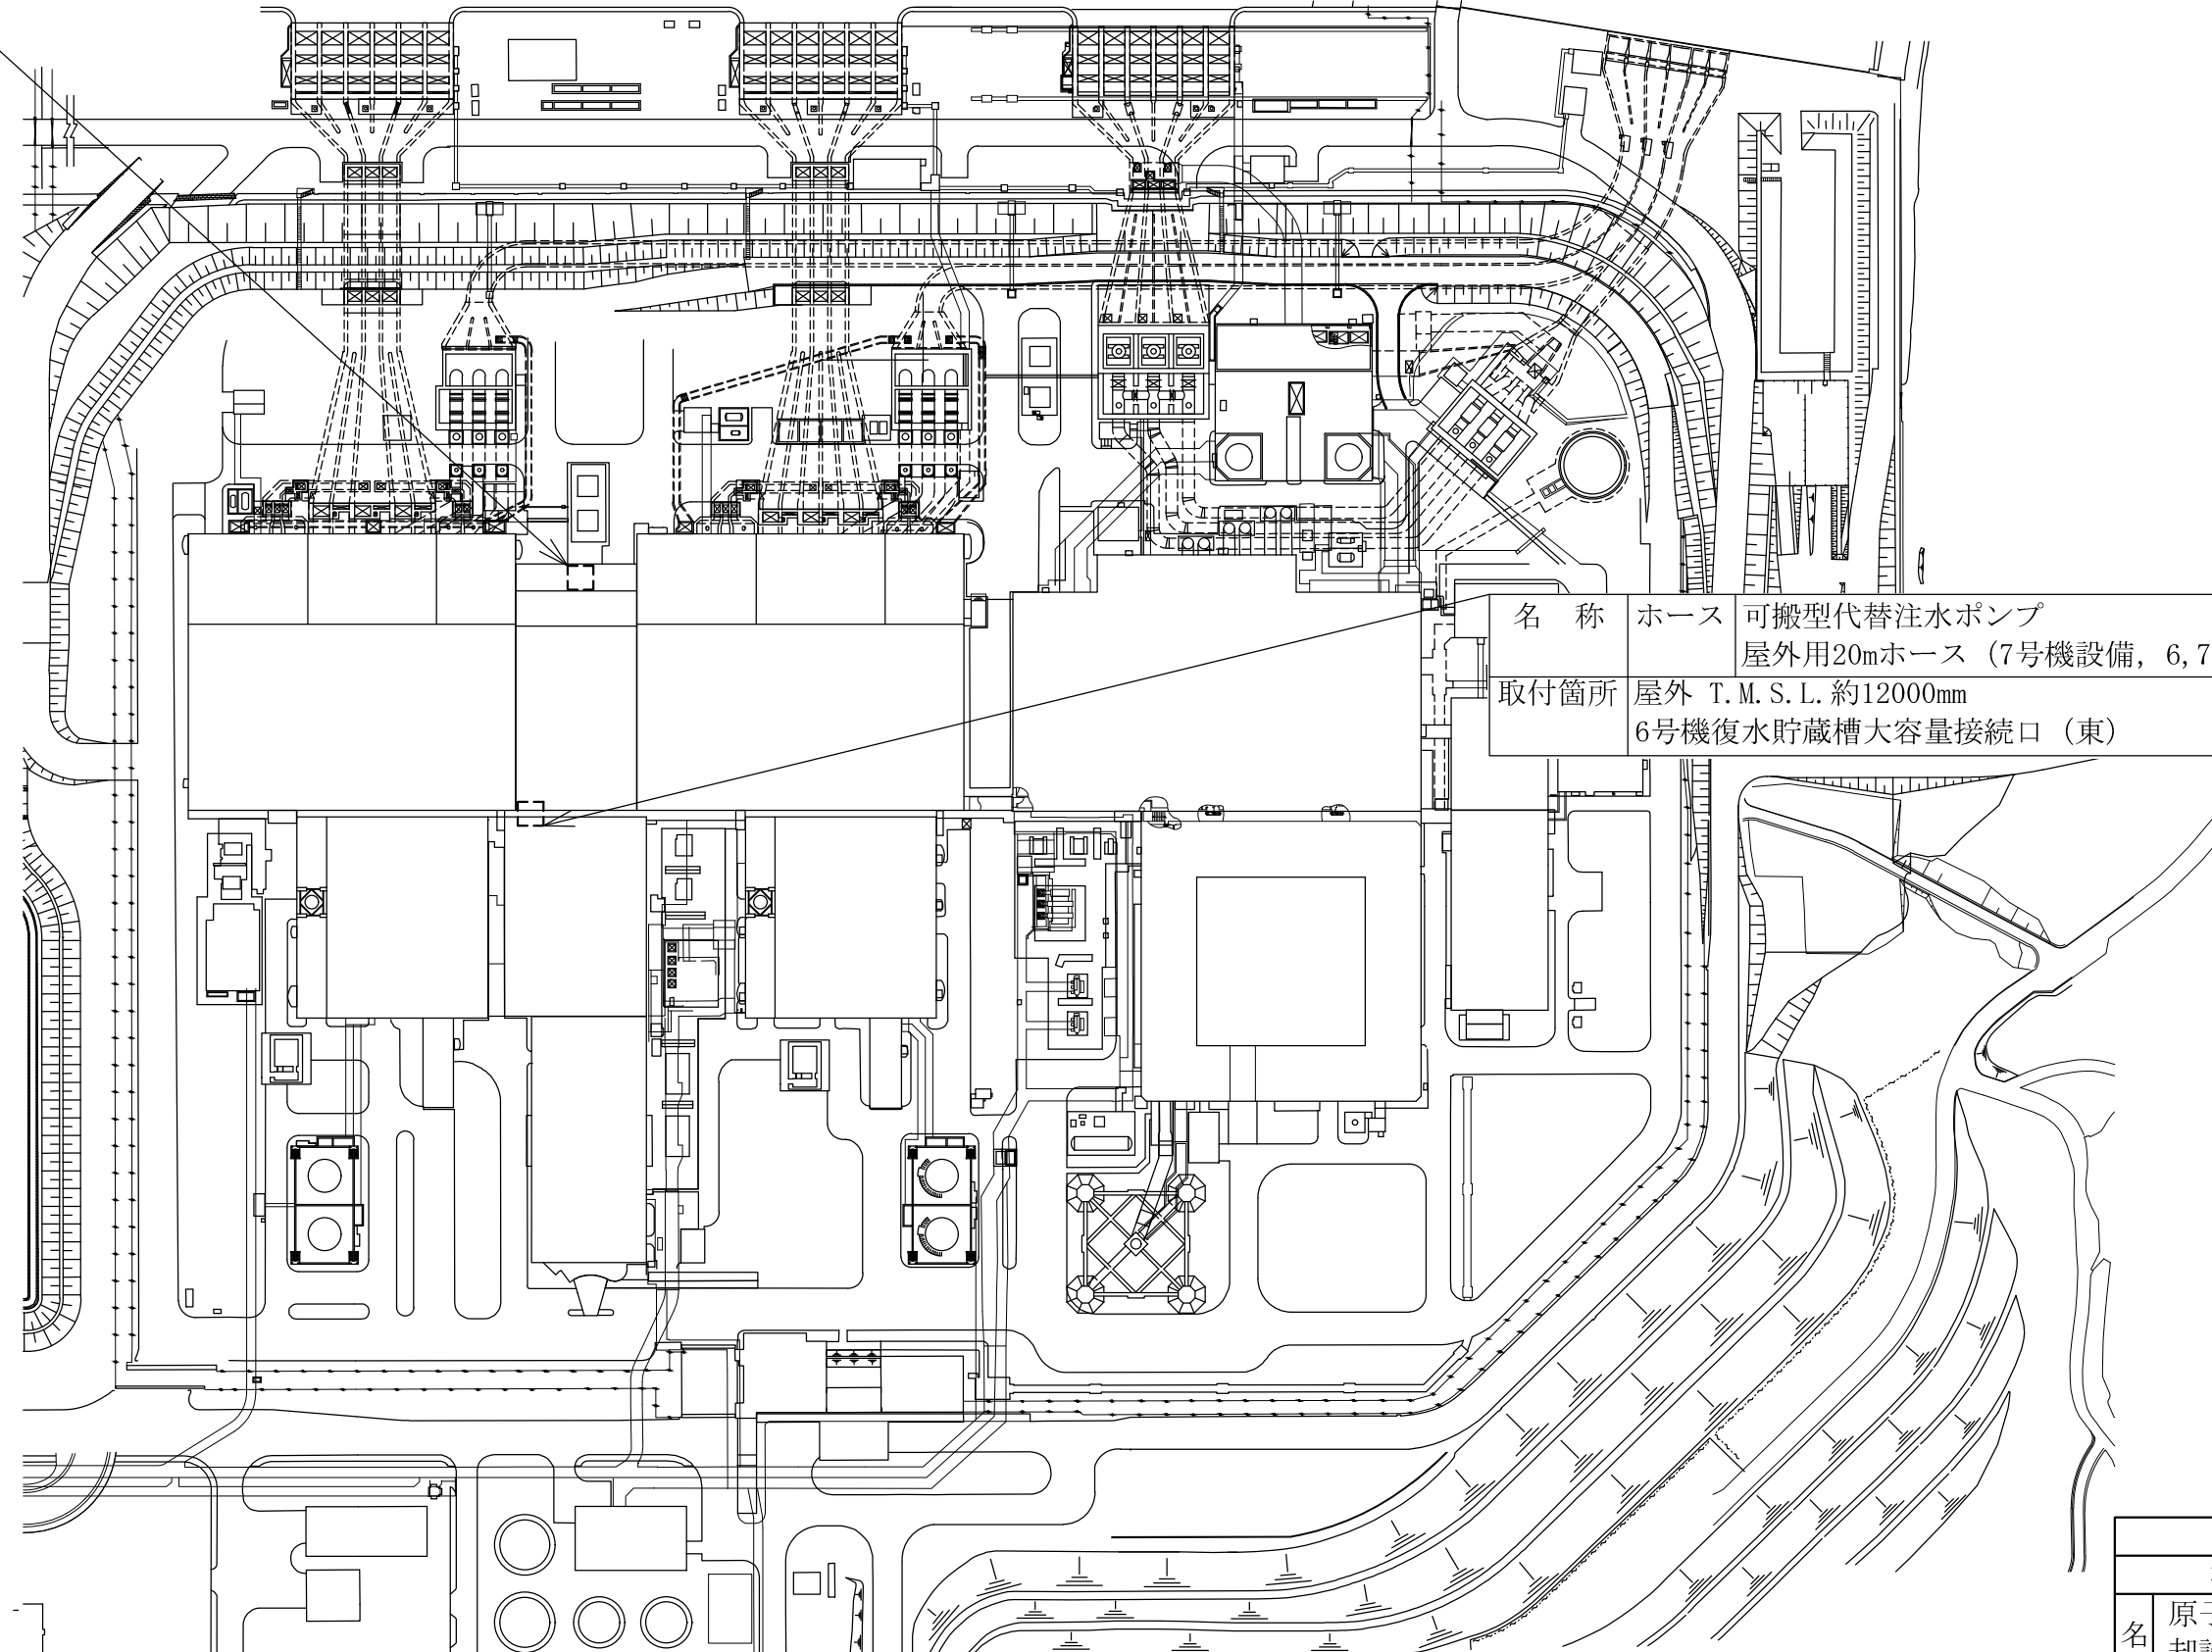 名　称 ホース 可搬型代替注水ポンプ
屋外用20mホース（7号機設備, 6,7
取付箇所 屋外 T.M.S.L.約12000mm
6号機復水貯蔵槽大容量接続口（東）
名